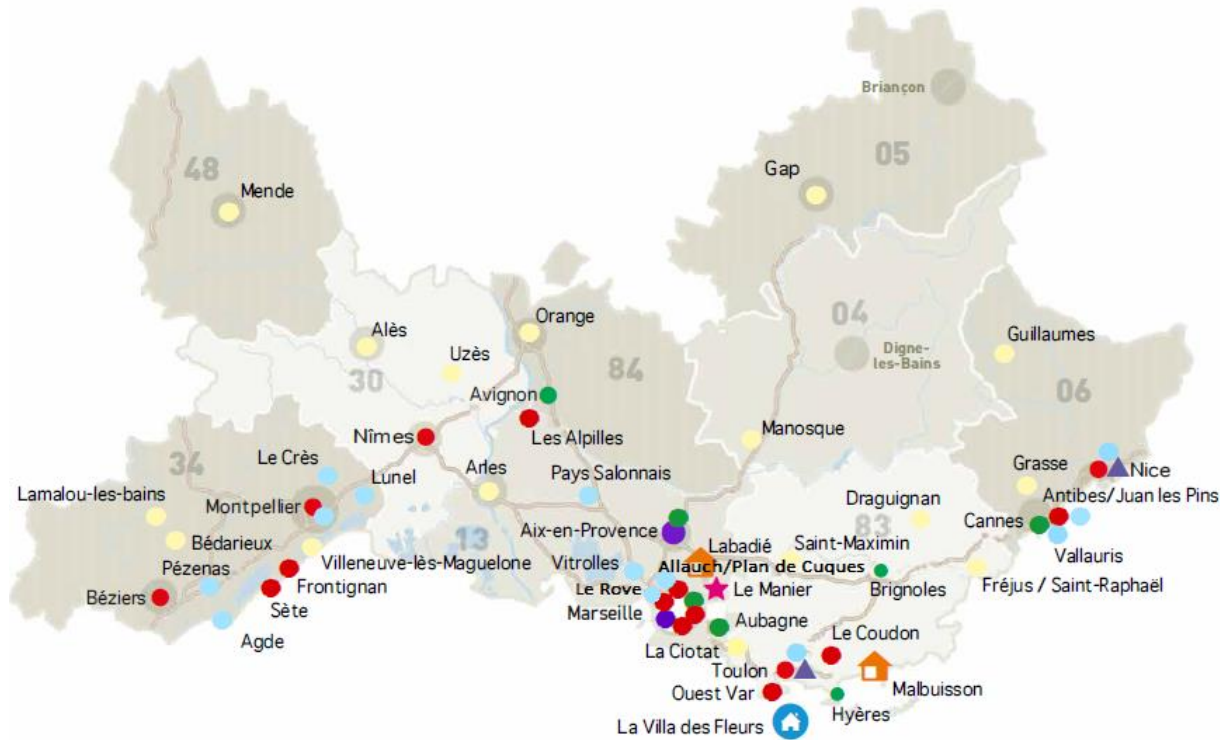 Briançon
05
48
Gap
Mende
04
Orange
Guillaumes
Alès
Digne-
les-Bains
Uzès
84
30
06
Avignon
Les Alpilles
Manosque
Nîmes
34
Le Crès
Grasse
Nice
Lunel
Arles
Pays Salonnais
Lamalou-les-bains
Draguignan
Antibes/Juan les Pins
Montpellier
Cannes
Aix-en-Provence
83
13
Labadié
Saint-Maximin
Bédarieux
Vallauris
Villeneuve-lès-Maguelone
Vitrolles
Allauch/Plan de Cuques
Pézenas
Frontignan
Fréjus / Saint-Raphaël
Le Rove
Le Manier
Brignoles
Béziers
Sète
Marseille
Aubagne
Agde
Le Coudon
La Ciotat
Toulon
Ouest Var
Malbuisson
Hyères
La Villa des Fleurs